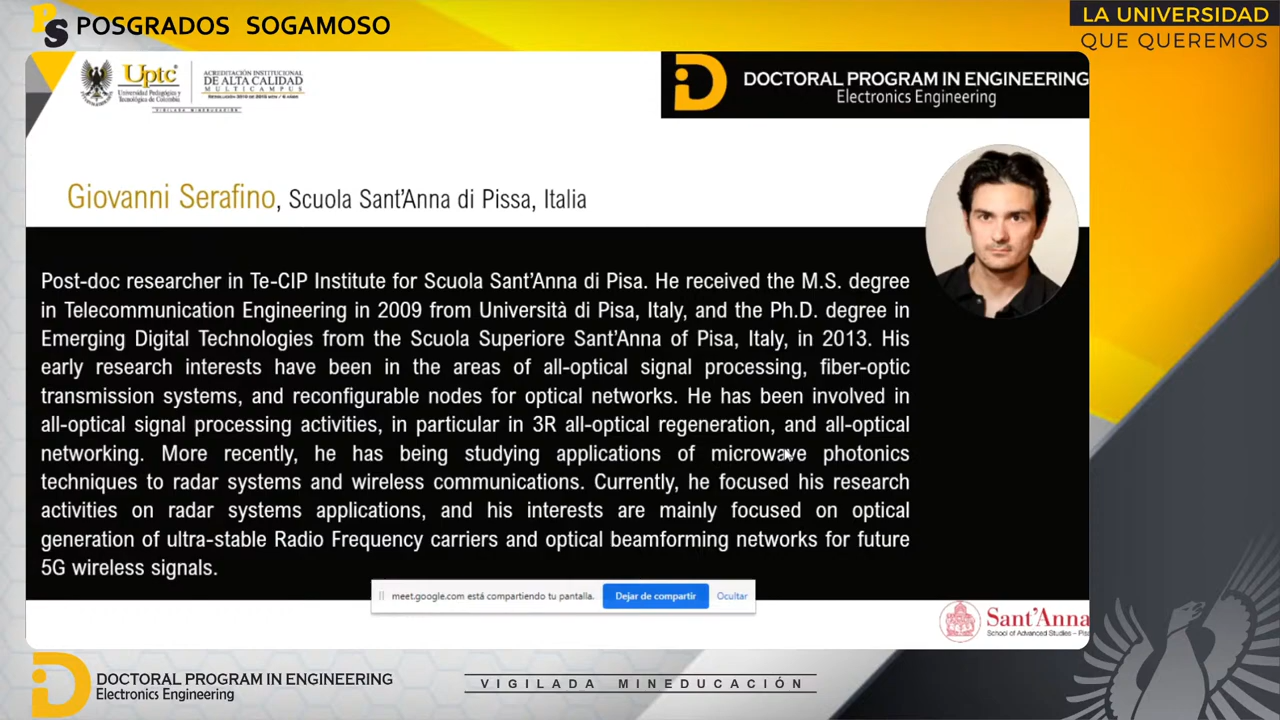 PS POSGRADOS SOGAMOSO
LA UNIVERSIDAD
QUE QUEREMOS
Uptc
Universidad Pedagógica y
Tecnológica de Colombia
ACREDITACIÓN INSTITUCIONAL
DE ALTA CALIDAD
MULTICAMPUS
VIGILADA MINEDUCACIÓN
iD
DOCTORAL PROGRAM IN ENGINEERING
Electronics Engineering
Giovanni Serafino, Scuola Sant'Anna di Pissa, Italia
Post-doc researcher in Te-CIP Institute for Scuola Sant'Anna di Pisa. He received the M.S. degree
in Telecommunication Engineering in 2009 from Università di Pisa, Italy, and the Ph.D. degree in
Emerging Digital Technologies from the Scuola Superiore Sant'Anna of Pisa, Italy, in 2013. His
early research interests have been in the areas of all-optical signal processing, fiber-optic
transmission systems, and reconfigurable nodes for optical networks. He has been involved in
all-optical signal processing activities, in particular in 3R all-optical regeneration, and all-optical
networking. More recently, he has being studying applications of microwave photonics
techniques to radar systems and wireless communications. Currently, he focused his research
activities on radar systems applications, and his interests are mainly focused on optical
generation of ultra-stable Radio Frequency carriers and optical beamforming networks for future
5G wireless signals.
meet.google.com está compartiendo tu pantalla. Dejar de compartir Ocultar
Sant'Anna
School of Advanced Studies – Pisa
iD
DOCTORAL PROGRAM IN ENGINEERING
Electronics Engineering
VIGILADA MINEDUCACIÓN